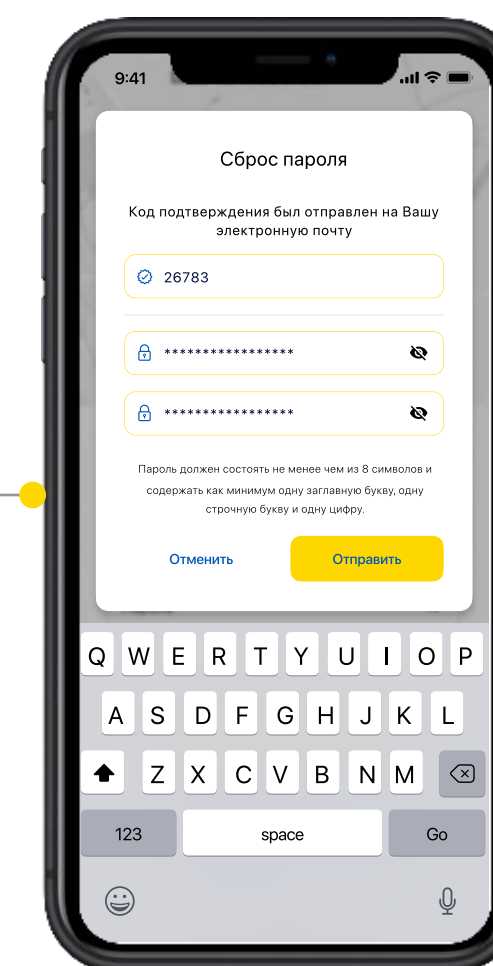 9:41
Сброс пароля
Код подтверждения был отправлен на Вашу
электронную почту
26783
*****************
*****************
Пароль должен состоять не менее чем из 8 символов и
содержать как минимум одну заглавную букву, одну
строчную букву и одну цифру.
Отменить Отправить
Q W E R T Y U I O P
A S D F G H J K L
Z X C V B N M
123 space Go